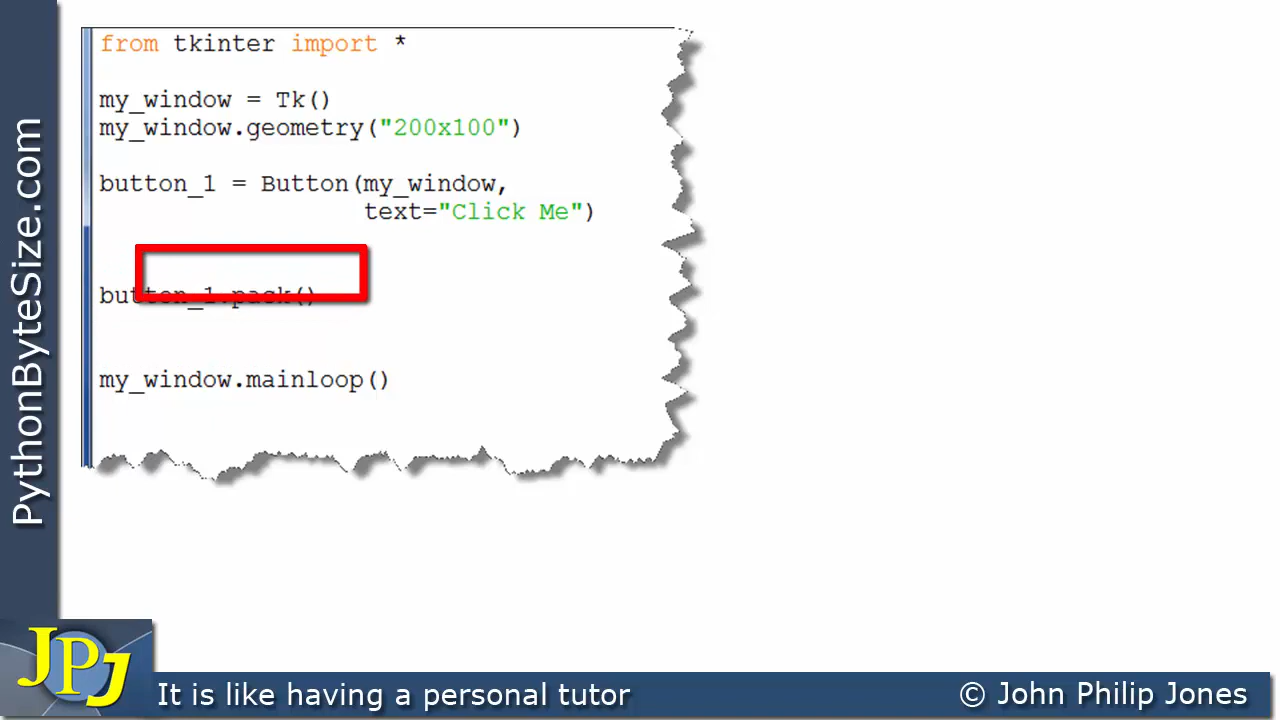 from tkinter import *
my_window = Tk()
my_window.geometry("200x100")
button_1 = Button(my_window,
text="Click Me")
button_1.pack()
my_window.mainloop()
PythonByteSize.com
JPJ
It is like having a personal tutor
© John Philip Jones